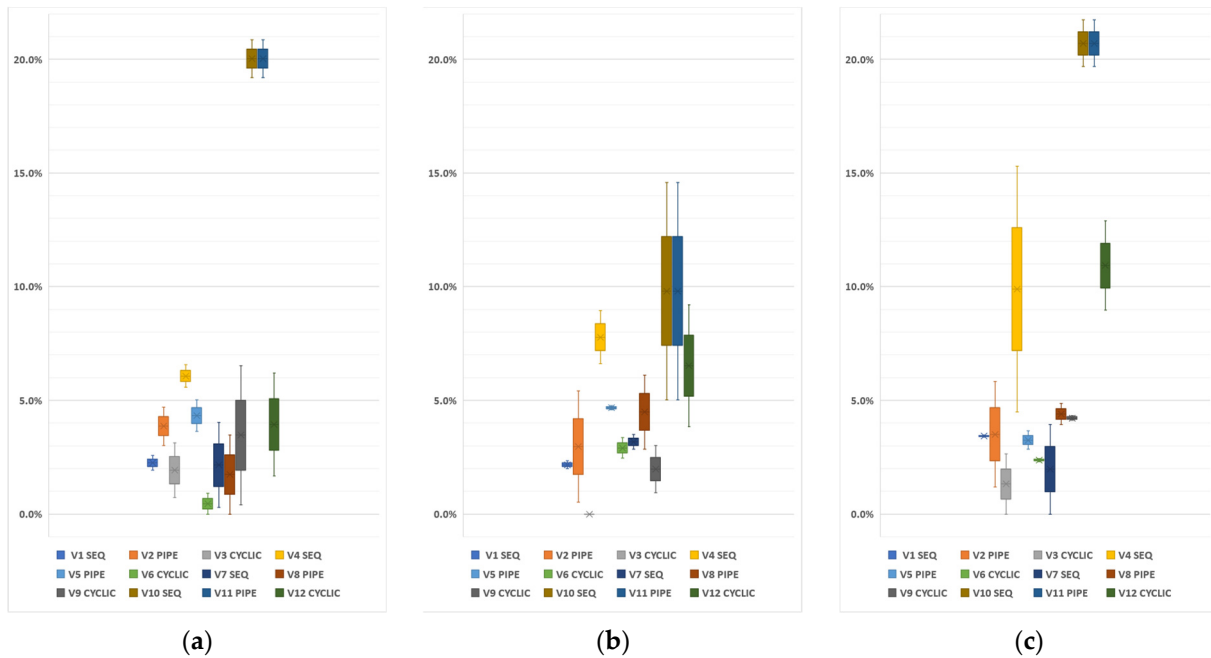 20.0%
15.0%
10.0%
5.0%
0.0%
V1 SEQ V2 PIPE V3 CYCLIC V4 SEQ
V5 PIPE V6 CYCLIC V7 SEQ V8 PIPE
V9 CYCLIC V10 SEQ V11 PIPE V12 CYCLIC
(a)
20.0%
15.0%
10.0%
5.0%
0.0%
V1 SEQ V2 PIPE V3 CYCLIC V4 SEQ
V5 PIPE V6 CYCLIC V7 SEQ V8 PIPE
V9 CYCLIC V10 SEQ V11 PIPE V12 CYCLIC
(b)
20.0%
15.0%
10.0%
5.0%
0.0%
V1 SEQ V2 PIPE V3 CYCLIC V4 SEQ
V5 PIPE V6 CYCLIC V7 SEQ V8 PIPE
V9 CYCLIC V10 SEQ V11 PIPE V12 CYCLIC
(c)